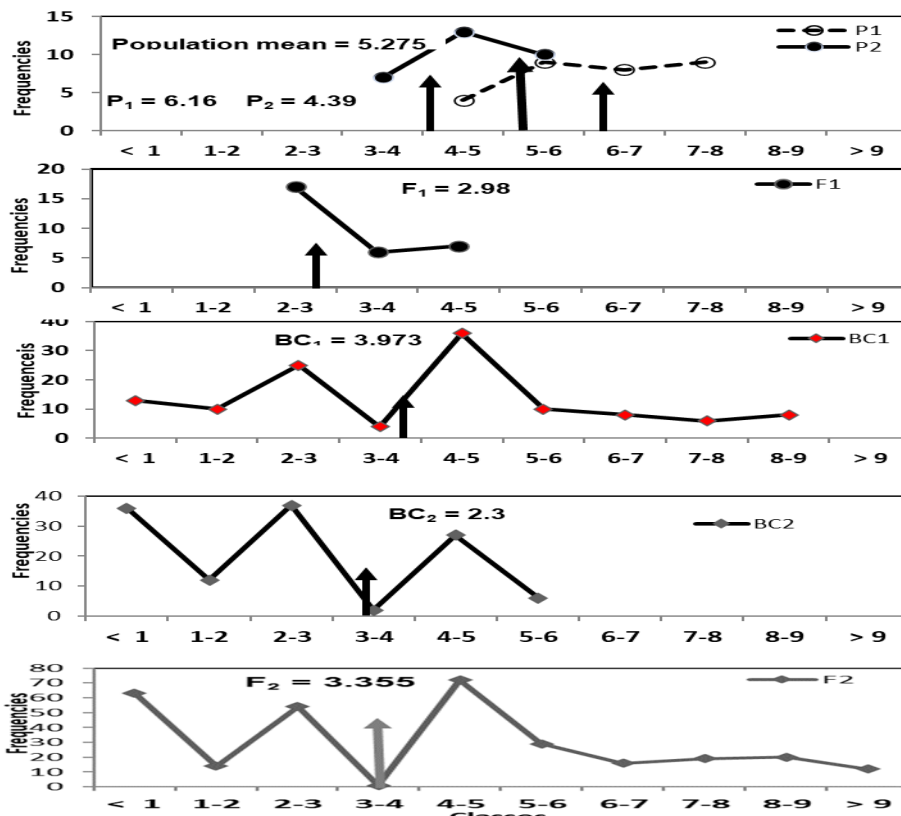 15
10
5
0
Frequencies
Population mean = 5.275
P1 = 6.16 P2 = 4.39
P1
P2
< 1 1-2 2-3 3-4 4-5 5-6 6-7 7-8 8-9 > 9
20
15
10
5
0
Frequencies
F1 = 2.98
F1
< 1 1-2 2-3 3-4 4-5 5-6 6-7 7-8 8-9 > 9
40
30
20
10
0
Frequenceis
BC1 = 3.973
BC1
< 1 1-2 2-3 3-4 4-5 5-6 6-7 7-8 8-9 > 9
40
30
20
10
0
Frequencies
BC2 = 2.3
BC2
< 1 1-2 2-3 3-4 4-5 5-6 6-7 7-8 8-9 > 9
80
70
60
50
40
30
20
10
0
Frequencies
F2 = 3.355
F2
< 1 1-2 2-3 3-4 4-5 5-6 6-7 7-8 8-9 > 9
Classes